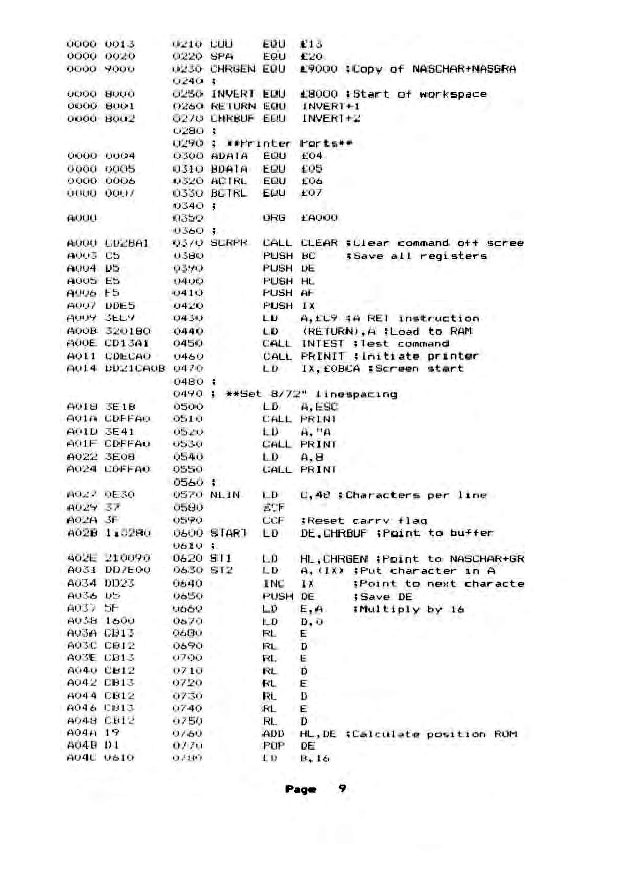 0000 0013 0210 CUU EQU £13
0000 0020 0220 SPA EQU £20
0000 9000 0230 CHRGEN EQU £9000 ;Copy of NASCHAR+NASGRA
0240 ;
0000 8000 0250 INVERT EQU £8000 ;Start of workspace
0000 8001 0260 RETURN EQU INVERT+1
0000 8002 0270 CHRBUF EQU INVERT+2
0280 ;
0290 ; **Printer Ports**
0000 0004 0300 ADATA EQU £04
0000 0005 0310 BDATA EQU £05
0000 0006 0320 ACTRL EQU £06
0000 0007 0330 BCTRL EQU £07
0340 ;
A000 0350 ORG £A000
0360 ;
A000 CD28A1 0370 SCRPR CALL CLEAR ;Clear command off scree
A003 C5 0380 PUSH BC ;Save all registers
A004 D5 0390 PUSH DE
A005 E5 0400 PUSH HL
A006 F5 0410 PUSH AF
A007 DDE5 0420 PUSH IX
A009 3EC9 0430 LD A,£C9 ;A RET instruction
A00B 320180 0440 LD (RETURN),A ;Load to RAM
A00E CD13A1 0450 CALL INTEST ;Test command
A011 CDECA0 0460 CALL PRINIT ;Initiate printer
A014 DD21CA0B 0470 LD IX,£0BCA ;Screen start
0480 ;
0490 ; **Set 8/72" linespacing
A018 3E1B 0500 LD A,ESC
A01A CDFFA0 0510 CALL PRINT
A01D 3E41 0520 LD A,"A
A01F CDFFA0 0530 CALL PRINT
A022 3E08 0540 LD A,8
A024 CDFFA0 0550 CALL PRINT
0560 ;
A027 0E30 0570 NLIN LD C,48 ;Characters per line
A029 37 0580 SCF
A02A 3F 0590 CCF ;Reset carry flag
A02B 110280 0600 START LD DE,CHRBUF ;Point to buffer
0610 ;
A02E 210090 0620 ST1 LD HL,CHRGEN ;Point to NASCHAR+GR
A031 DD7E00 0630 ST2 LD A,(IX) ;Put character in A
A034 DD23 0640 INC IX ;Point to next characte
A036 D5 0650 PUSH DE ;Save DE
A037 5F 0660 LD E,A ;Multiply by 16
A038 1600 0670 LD D,0
A03A CB13 0680 RL E
A03C CB12 0690 RL D
A03E CB13 0700 RL E
A040 CB12 0710 RL D
A042 CB13 0720 RL E
A044 CB12 0730 RL D
A046 CB13 0740 RL E
A048 CB12 0750 RL D
A04A 19 0760 ADD HL,DE ;Calculate position ROM
A04B D1 0770 POP DE
A04C 0610 0780 LD B,16
Page 9